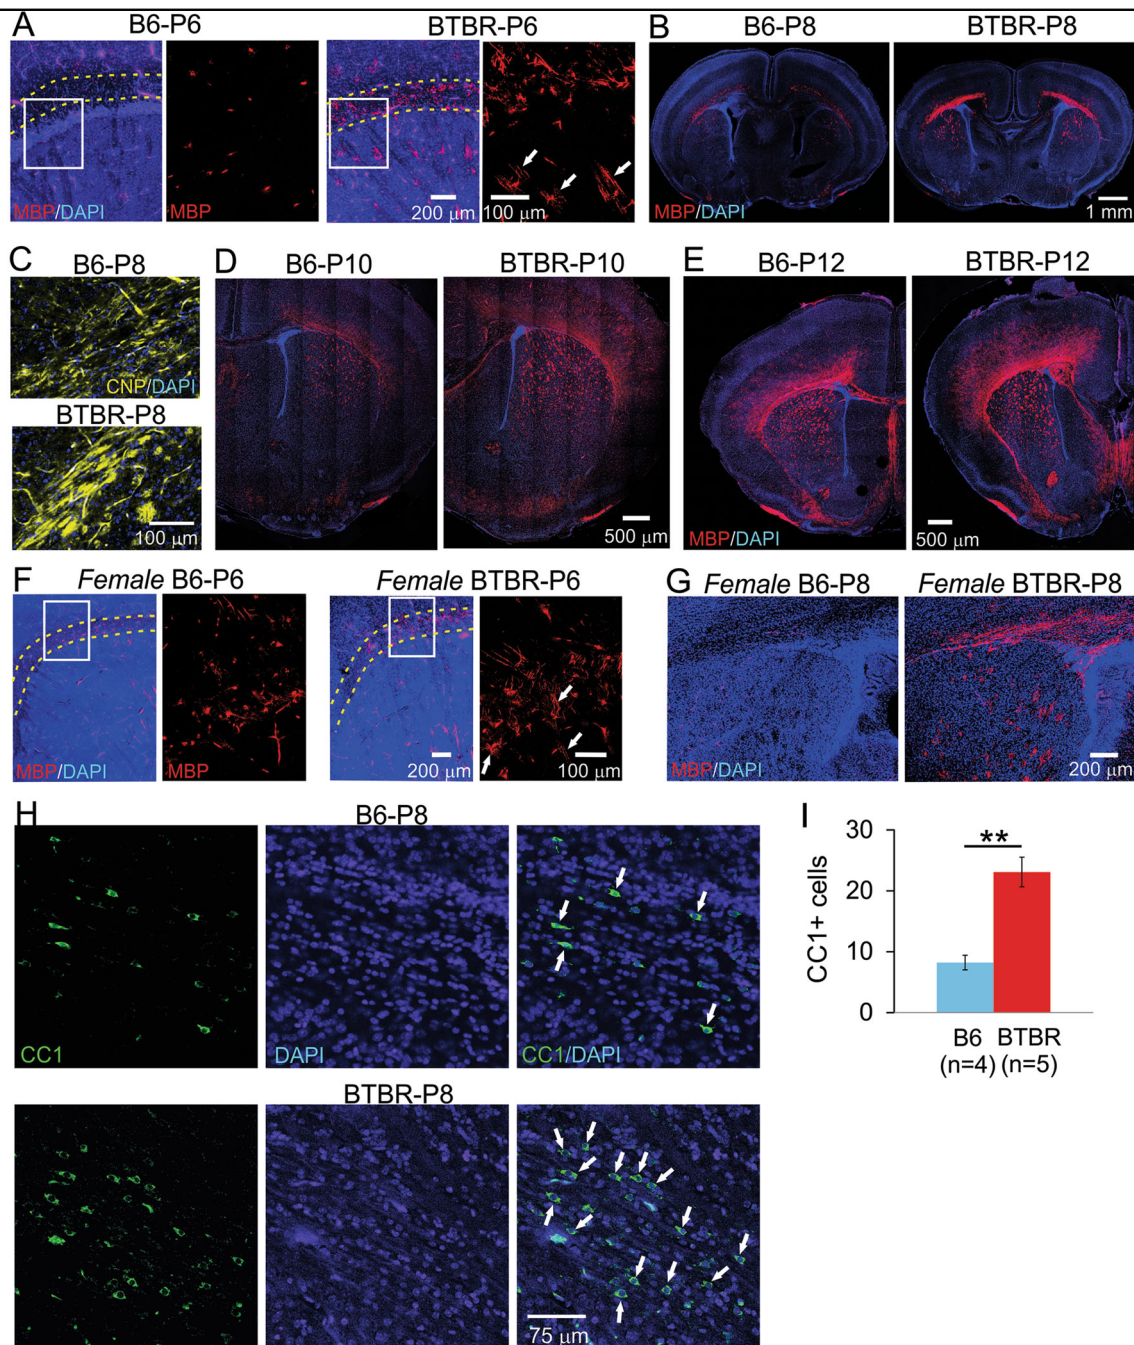 A
B6-P6
BTBR-P6
MBP/DAPI
MBP
200 μm
100 μm
B
B6-P8
BTBR-P8
MBP/DAPI
1 mm
C
B6-P8
CNP/DAPI
BTBR-P8
100 μm
D
B6-P10
BTBR-P10
500 μm
E
B6-P12
BTBR-P12
MBP/DAPI
500 μm
F
Female B6-P6
Female BTBR-P6
MBP/DAPI
MBP
200 μm
100 μm
G
Female B6-P8
Female BTBR-P8
MBP/DAPI
200 μm
H
B6-P8
CC1
DAPI
CC1/DAPI
BTBR-P8
75 μm
I
CC1+ cells
30
20
10
0
**
B6 BTBR
(n=4) (n=5)